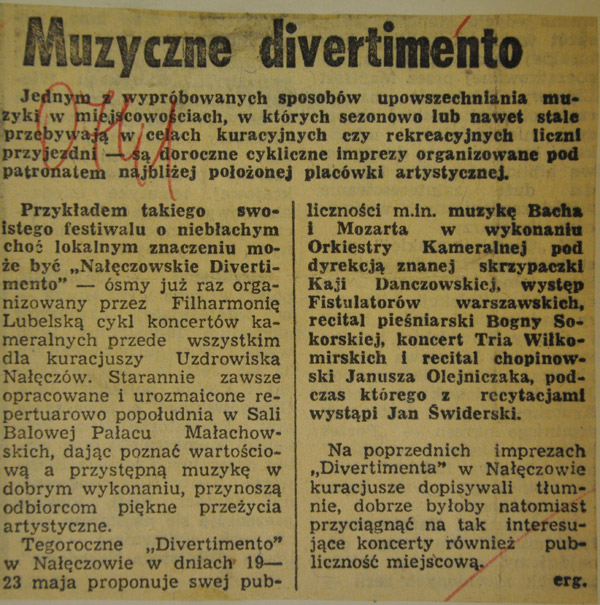 Muzyczne divertimento
Jednym z wypróbowanych sposobów upowszechniania mu-
zyki w miejscowościach, w których sezonowo lub nawet stale
przebywają w celach kuracyjnych czy rekreacyjnych liczni
przyjezdni — są doroczne cykliczne imprezy organizowane pod
patronatem najbliżej położonej placówki artystycznej.
Przykładem takiego swo-
istego festiwalu o niebłahym
choć lokalnym znaczeniu mo-
że być „Nałęczowskie Diverti-
mento” — ósmy już raz orga-
nizowany przez Filharmonię
Lubelską cykl koncertów ka-
meralnych przede wszystkim
dla kuracjuszy Uzdrowiska
Nałęczów. Starannie zawsze
opracowane i urozmaicone re-
pertuarowo popołudnia w Sali
Balowej Pałacu Małachow-
skich, dając poznać wartościo-
wą a przystępną muzykę w
dobrym wykonaniu, przynoszą
odbiorcom piękne przeżycia
artystyczne.
Tegoroczne „Divertimento”
w Nałęczowie w dniach 19—
23 maja proponuje swej pub-
liczności m.in. muzykę Bacha
i Mozarta w wykonaniu
Orkiestry Kameralnej pod
dyrekcją znanej skrzypaczki
Kaji Danczowskiej, występ
Fistulatorów warszawskich,
recital pieśniarski Bogny So-
korskiej, koncert Tria Wiłko-
mirskich i recital chopinow-
ski Janusza Olejniczaka, pod-
czas którego z recytacjami
wystąpi Jan Świderski.
Na poprzednich imprezach
„Divertimenta” w Nałęczowie
kuracjusze dopisywali tłum-
nie, dobrze byłoby natomiast
przyciągnąć na tak interesu-
jące koncerty również pub-
liczność miejscową.
erg.